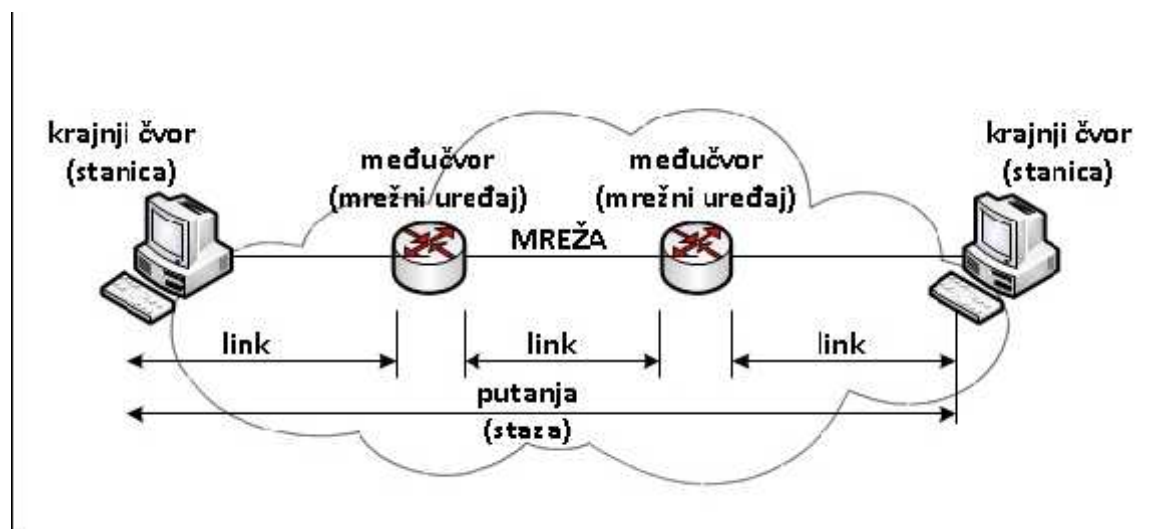 krajnji čvor
(stanica)
međučvor
(mrežni uređaj)
međučvor
(mrežni uređaj)
krajnji čvor
(stanica)
MREŽA
link
link
link
putanja
(staza)